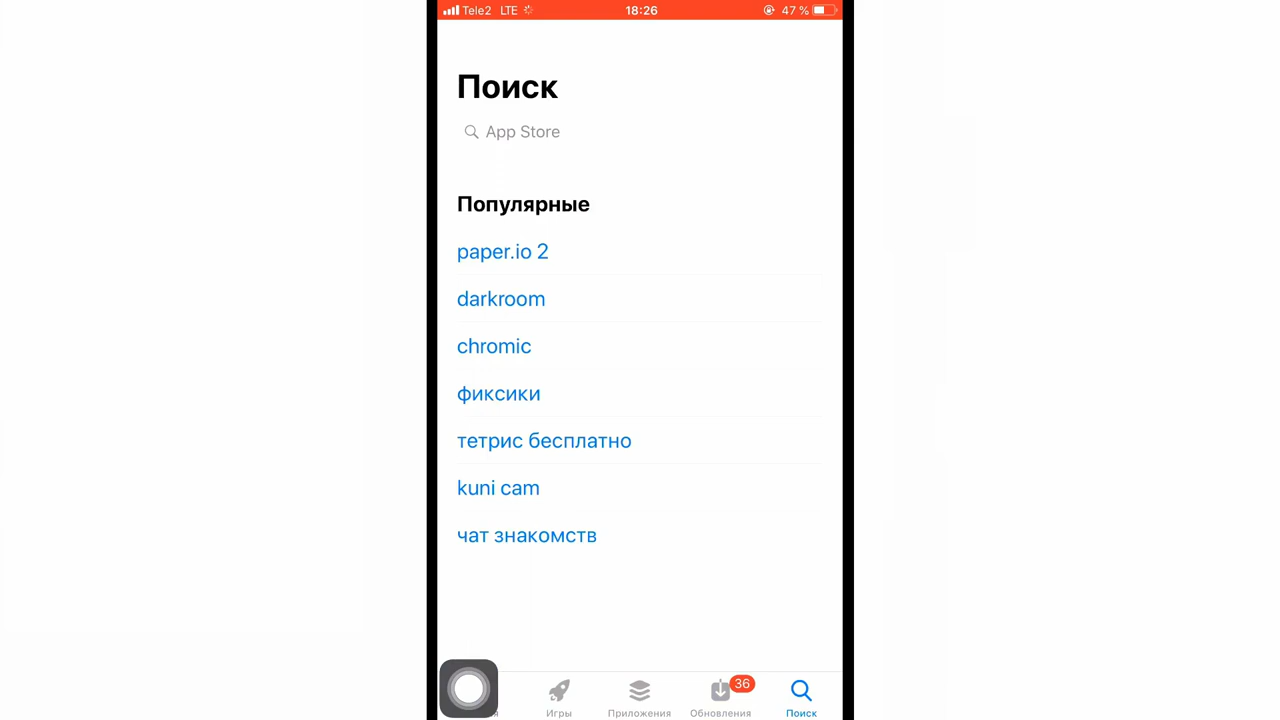 Tele2 LTE 18:26 47 %
Поиск
App Store
Популярные
paper.io 2
darkroom
chromic
фиксики
тетрис бесплатно
kuni cam
чат знакомств
36
Игры Приложения Обновления Поиск